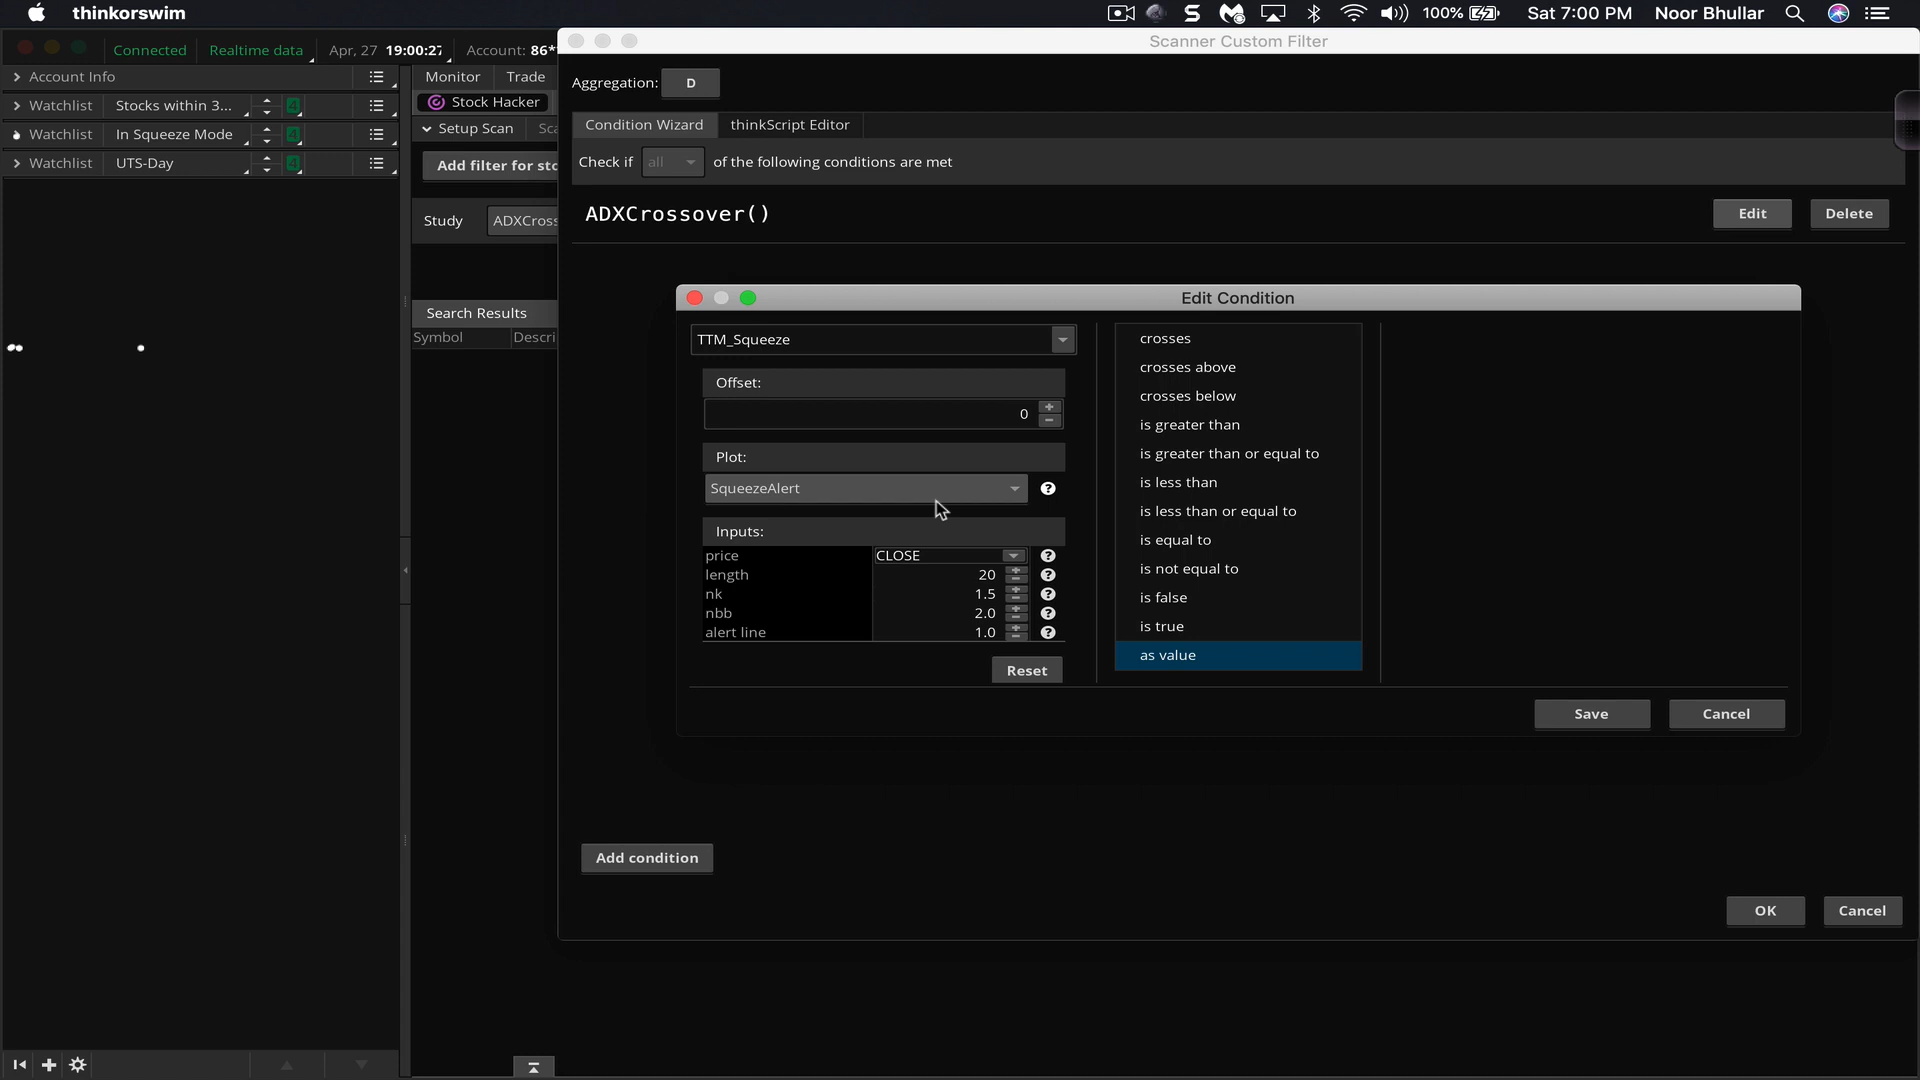 thinkorswim
100%
Sat 7:00 PM
Noor Bhullar
Connected
Realtime data
Apr, 27 19:00:27
Account: 86*
Account Info
Watchlist
Stocks within 3...
4
Watchlist
In Squeeze Mode
4
Watchlist
UTS-Day
4
Monitor
Trade
Stock Hacker
Setup Scan
Sca
Add filter for sto
Study
ADXCross
Search Results
Symbol
Descri
Scanner Custom Filter
Aggregation: D
Condition Wizard
thinkScript Editor
Check if all of the following conditions are met
ADXCrossover()
Edit
Delete
Edit Condition
TTM_Squeeze
Offset:
0
Plot:
SqueezeAlert
Inputs:
price CLOSE
length 20
nk 1.5
nbb 2.0
alert line 1.0
Reset
crosses
crosses above
crosses below
is greater than
is greater than or equal to
is less than
is less than or equal to
is equal to
is not equal to
is false
is true
as value
Save
Cancel
Add condition
OK
Cancel